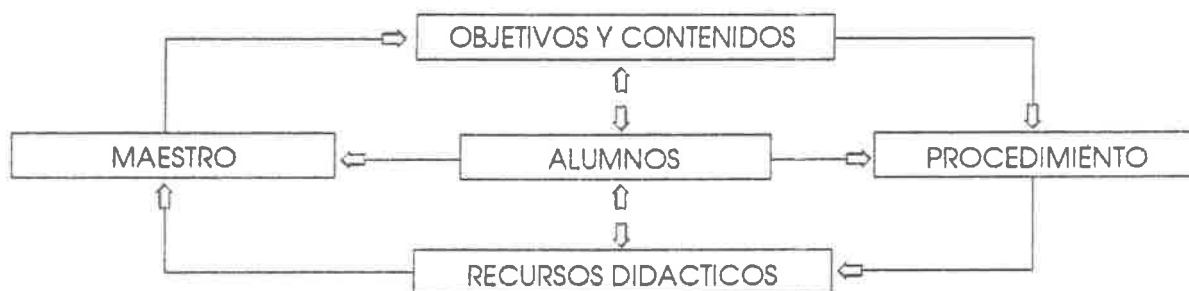 OBJETIVOS Y CONTENIDOS
MAESTRO
ALUMNOS
PROCEDIMIENTO
RECURSOS DIDACTICOS